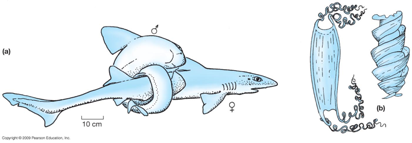 (a)
♂
♀
10 cm
(b)
Copyright © 2009 Pearson Education, Inc.